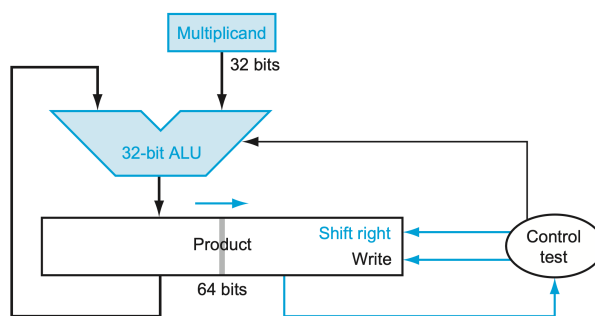 Multiplicand
32 bits
32-bit ALU
Product
Shift right
Write
Control
test
64 bits